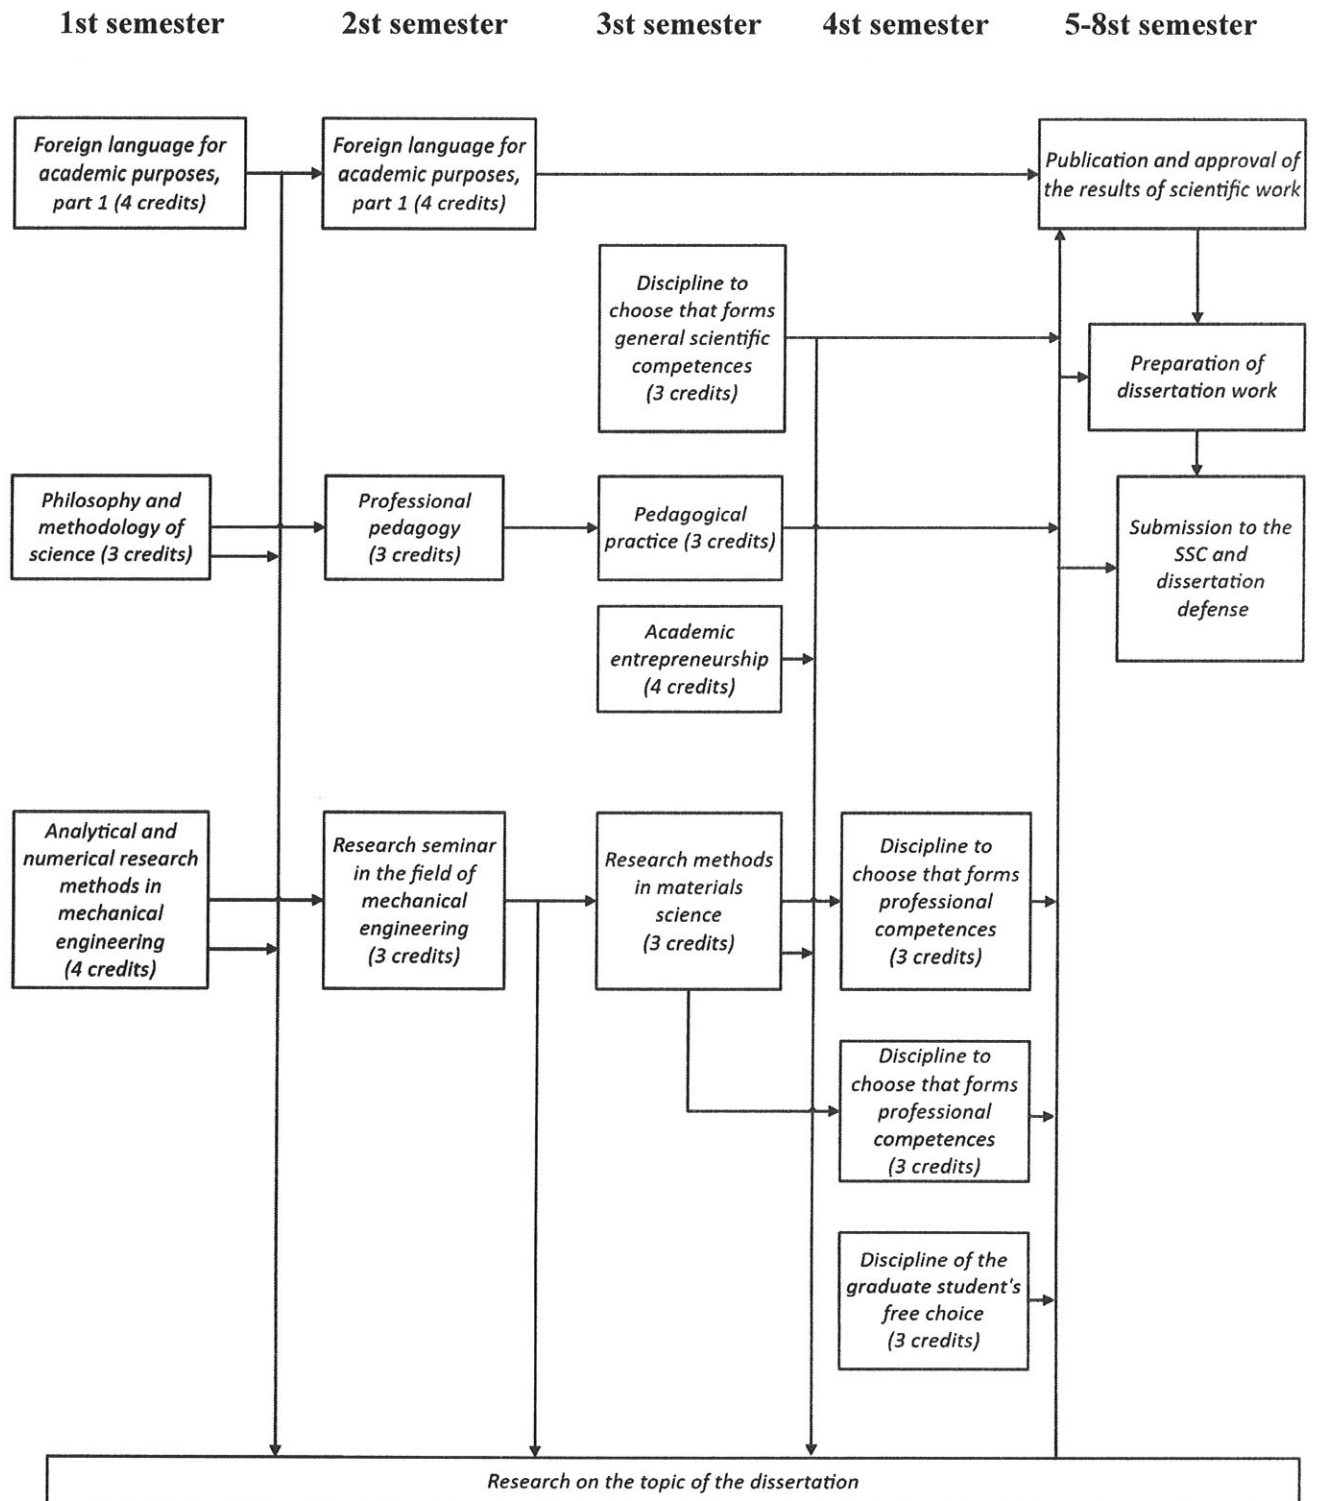 1st semester
2st semester
3st semester
4st semester
5-8st semester
Foreign language for
academic purposes,
part 1 (4 credits)
Foreign language for
academic purposes,
part 1 (4 credits)
Publication and approval of
the results of scientific work
Discipline to
choose that forms
general scientific
competences
(3 credits)
Preparation of
dissertation work
Philosophy and
methodology of
science (3 credits)
Professional
pedagogy
(3 credits)
Pedagogical
practice (3 credits)
Submission to the
SSC and
dissertation
defense
Academic
entrepreneurship
(4 credits)
Analytical and
numerical research
methods in
mechanical
engineering
(4 credits)
Research seminar
in the field of
mechanical
engineering
(3 credits)
Research methods
in materials
science
(3 credits)
Discipline to
choose that forms
professional
competences
(3 credits)
Discipline to
choose that forms
professional
competences
(3 credits)
Discipline of the
graduate student's
free choice
(3 credits)
Research on the topic of the dissertation